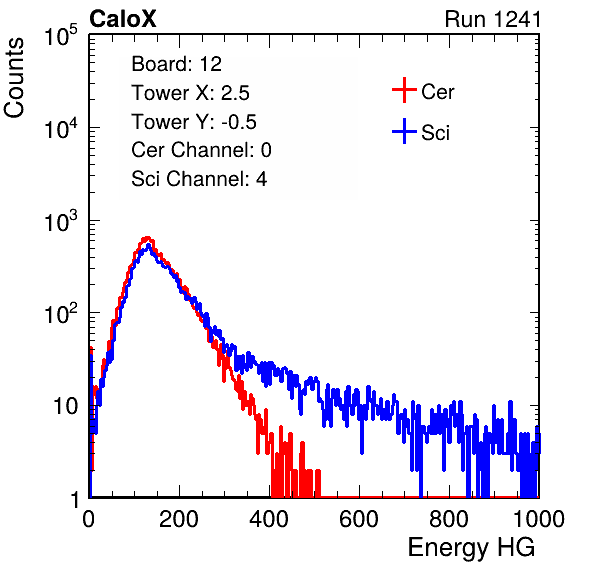 CaloX Run 1241
Counts
Board: 12
Tower X: 2.5
Tower Y: -0.5
Cer Channel: 0
Sci Channel: 4
Cer
Sci
10^5
10^4
10^3
10^2
10
1
0 200 400 600 800 1000
Energy HG